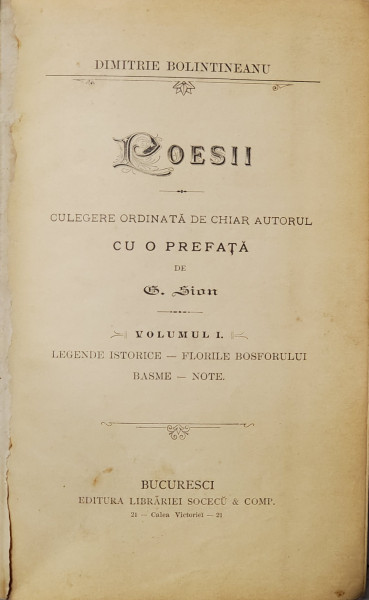 DIMITRIE BOLINTINEANU
POESII
CULEGERE ORDINATĂ DE CHIAR AUTORUL
CU O PREFAȚĂ
DE
G. Sion
VOLUMUL I.
LEGENDE ISTORICE — FLORILE BOSFORULUI
BASME — NOTE.
BUCURESCI
EDITURA LIBRĂRIEI SOCECŬ & COMP.
21 — Calea Victoriei — 21